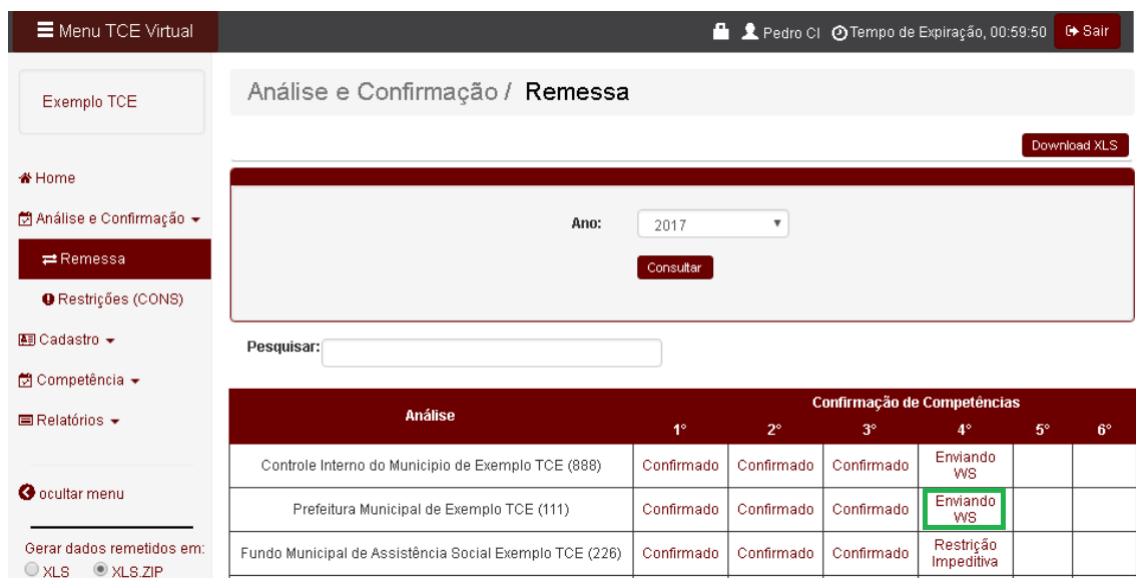 Menu TCE Virtual
Pedro CI Tempo de Expiração, 00:59:50 Sair
Exemplo TCE
Análise e Confirmação / Remessa
Download XLS
Home
Análise e Confirmação
Remessa
Restrições (CONS)
Cadastro
Competência
Relatórios
ocultar menu
Gerar dados remetidos em:
XLS XLS.ZIP
Ano: 2017
Consultar
Pesquisar:
Análise Confirmação de Competências
1° 2° 3° 4° 5° 6°
Controle Interno do Municipio de Exemplo TCE (888) Confirmado Confirmado Confirmado Enviando WS
Prefeitura Municipal de Exemplo TCE (111) Confirmado Confirmado Confirmado Enviando WS
Fundo Municipal de Assistência Social Exemplo TCE (226) Confirmado Confirmado Confirmado Restrição Impeditiva